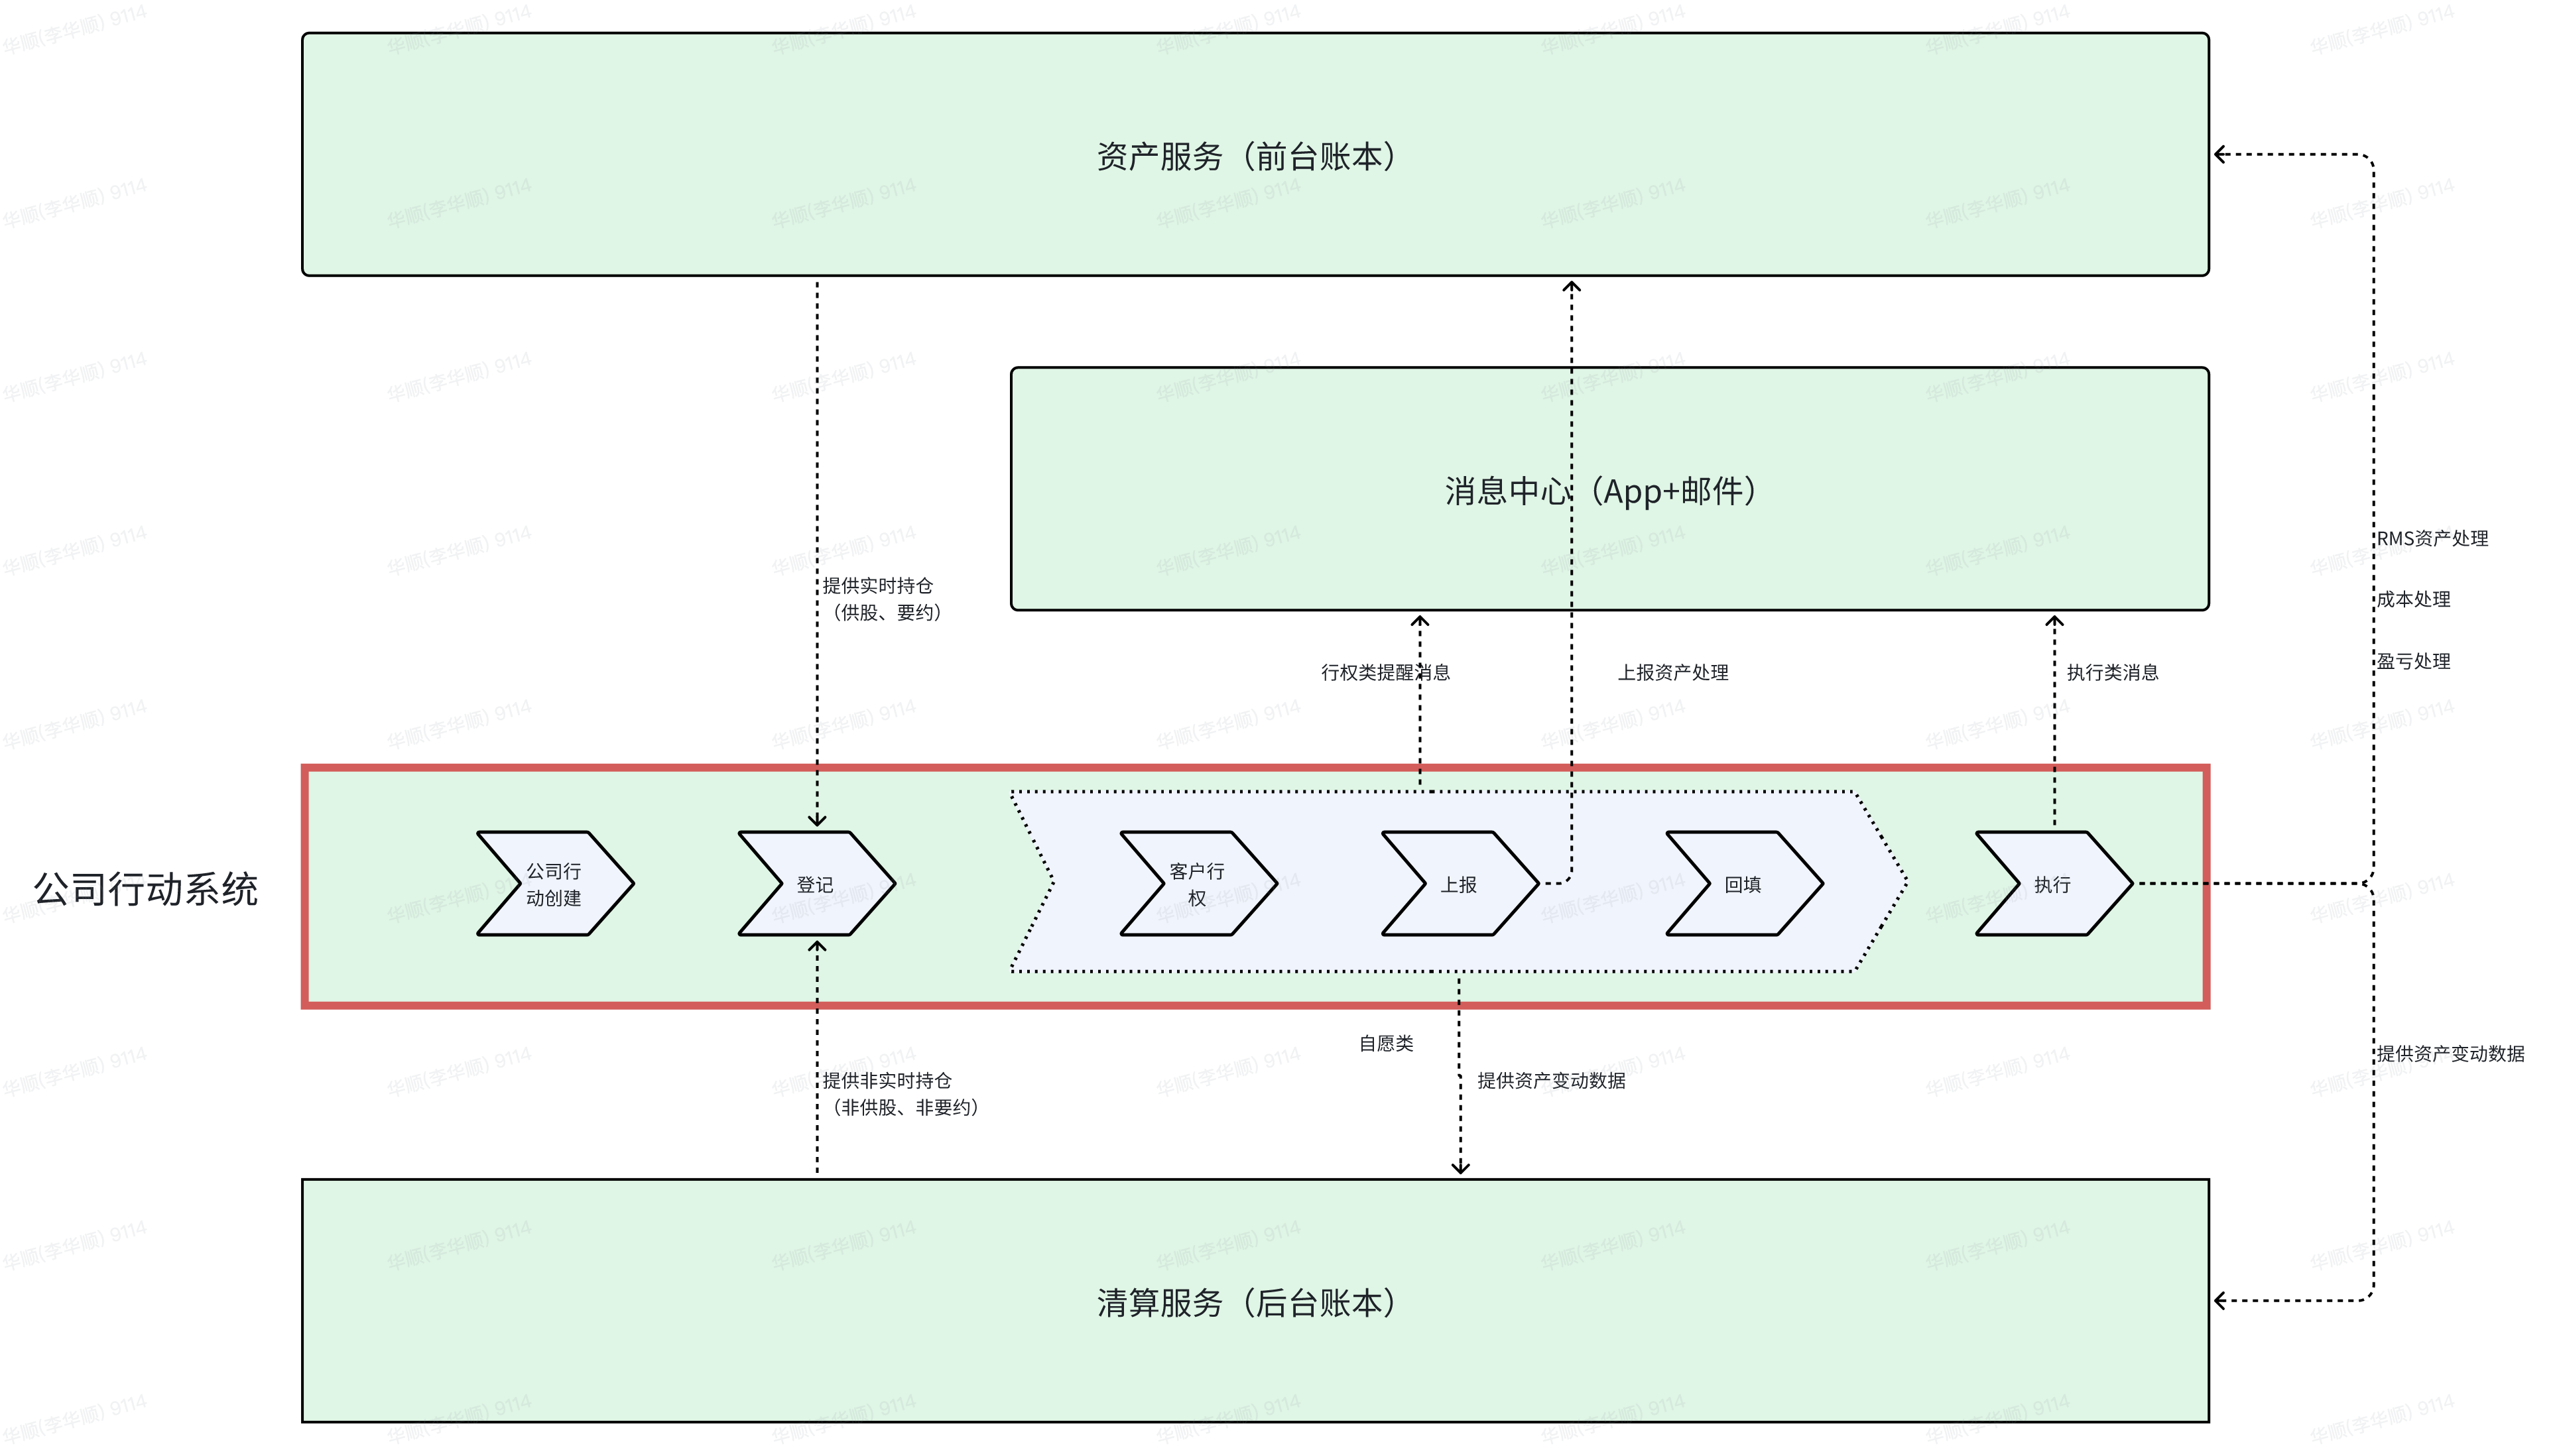 资产服务（前台账本）
消息中心（App+邮件）
提供实时持仓
（供股、要约）
行权类提醒消息
上报资产处理
执行类消息
RMS资产处理
成本处理
盈亏处理
公司行动系统
公司行
动创建
登记
客户行
权
上报
回填
执行
自愿类
提供资产变动数据
提供非实时持仓
（非供股、非要约）
提供资产变动数据
清算服务（后台账本）
华顺(李华顺) 9114